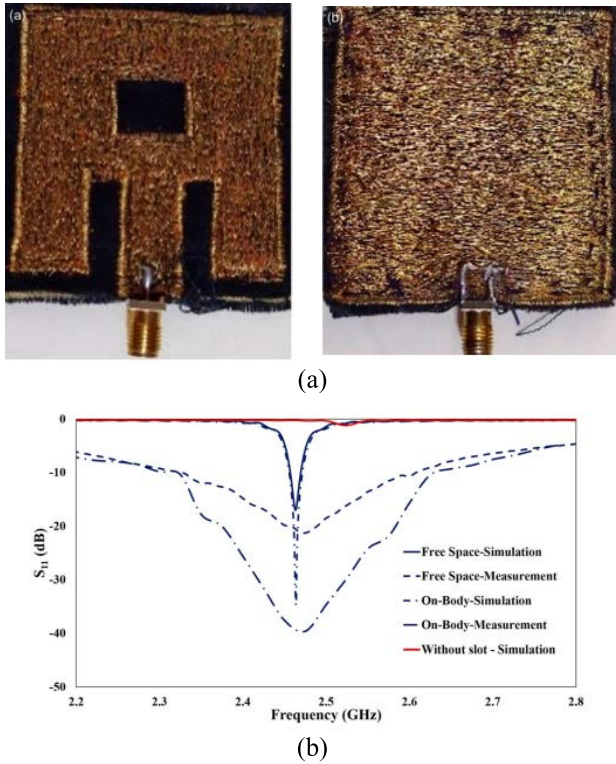 (a)
(b)
(a)
0
-10
-20
-30
-40
-50
S11 (dB)
Free Space-Simulation
Free Space-Measurement
On-Body-Simulation
On-Body-Measurement
Without slot - Simulation
2.2 2.3 2.4 2.5 2.6 2.7 2.8
Frequency (GHz)
(b)